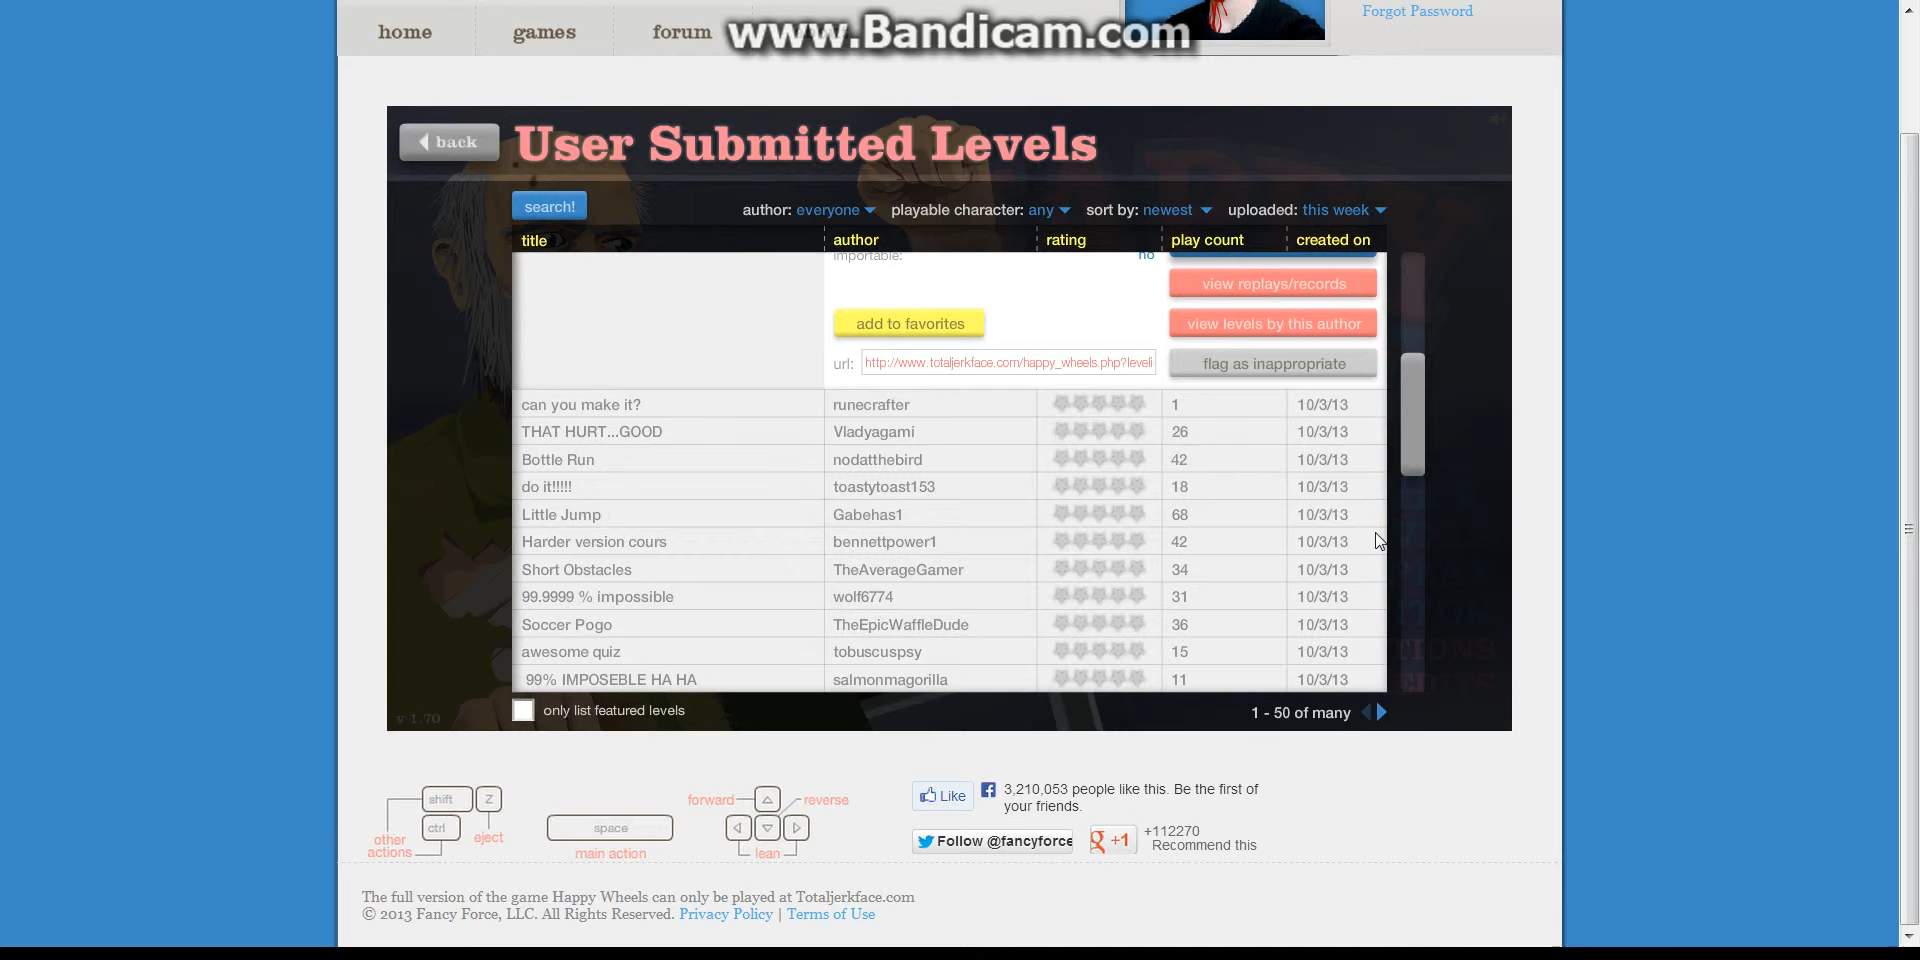 Forgot Password
home games forum
www.Bandicam.com
back
User Submitted Levels
search!
author: everyone playable character: any sort by: newest uploaded: this week
title author rating play count created on
importable: no
view replays/records
add to favorites view levels by this author
url: http://www.totaljerkface.com/happy_wheels.php?leveli flag as inappropriate
can you make it? runecrafter 1 10/3/13
THAT HURT...GOOD Vladyagami 26 10/3/13
Bottle Run nodatthebird 42 10/3/13
do it!!!!! toastytoast153 18 10/3/13
Little Jump Gabehas1 68 10/3/13
Harder version cours bennettpower1 42 10/3/13
Short Obstacles TheAverageGamer 34 10/3/13
99.9999 % impossible wolf6774 31 10/3/13
Soccer Pogo TheEpicWaffleDude 36 10/3/13
awesome quiz tobuscuspsy 15 10/3/13
99% IMPOSEBLE HA HA salmonmagorilla 11 10/3/13
v 1.70
only list featured levels
1 - 50 of many
shift Z
ctrl
other actions
eject
space
main action
forward reverse
lean
Like 3,210,053 people like this. Be the first of
your friends.
Follow @fancyforce
+1 +112270
Recommend this
The full version of the game Happy Wheels can only be played at Totaljerkface.com
© 2013 Fancy Force, LLC. All Rights Reserved. Privacy Policy | Terms of Use